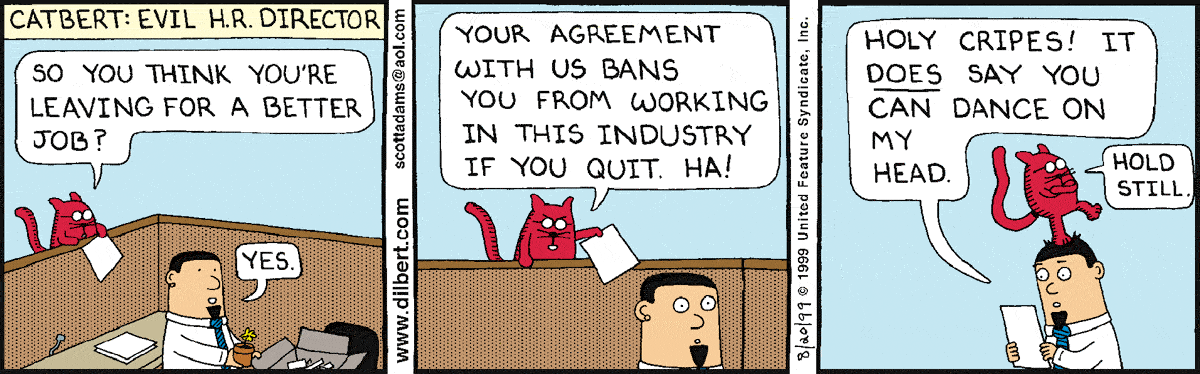 CATBERT: EVIL H.R. DIRECTOR
SO YOU THINK YOU'RE
LEAVING FOR A BETTER
JOB?
YES.
www.dilbert.com scottadams@aol.com
YOUR AGREEMENT
WITH US BANS
YOU FROM WORKING
IN THIS INDUSTRY
IF YOU QUIT. HA!
8/20/99 © 1999 United Feature Syndicate, Inc.
HOLY CRIPES! IT
DOES SAY YOU
CAN DANCE ON
MY
HEAD.
HOLD
STILL.